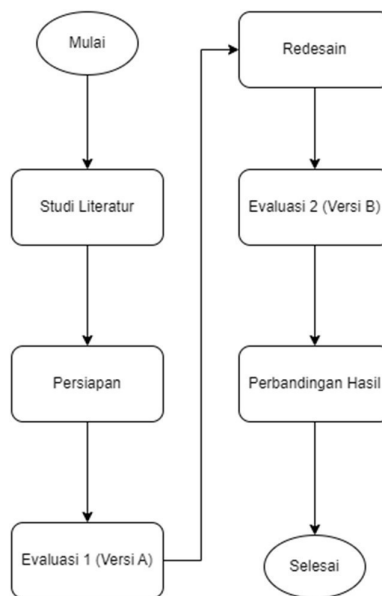 Mulai
Studi Literatur
Persiapan
Evaluasi 1 (Versi A)
Redesain
Evaluasi 2 (Versi B)
Perbandingan Hasil
Selesai